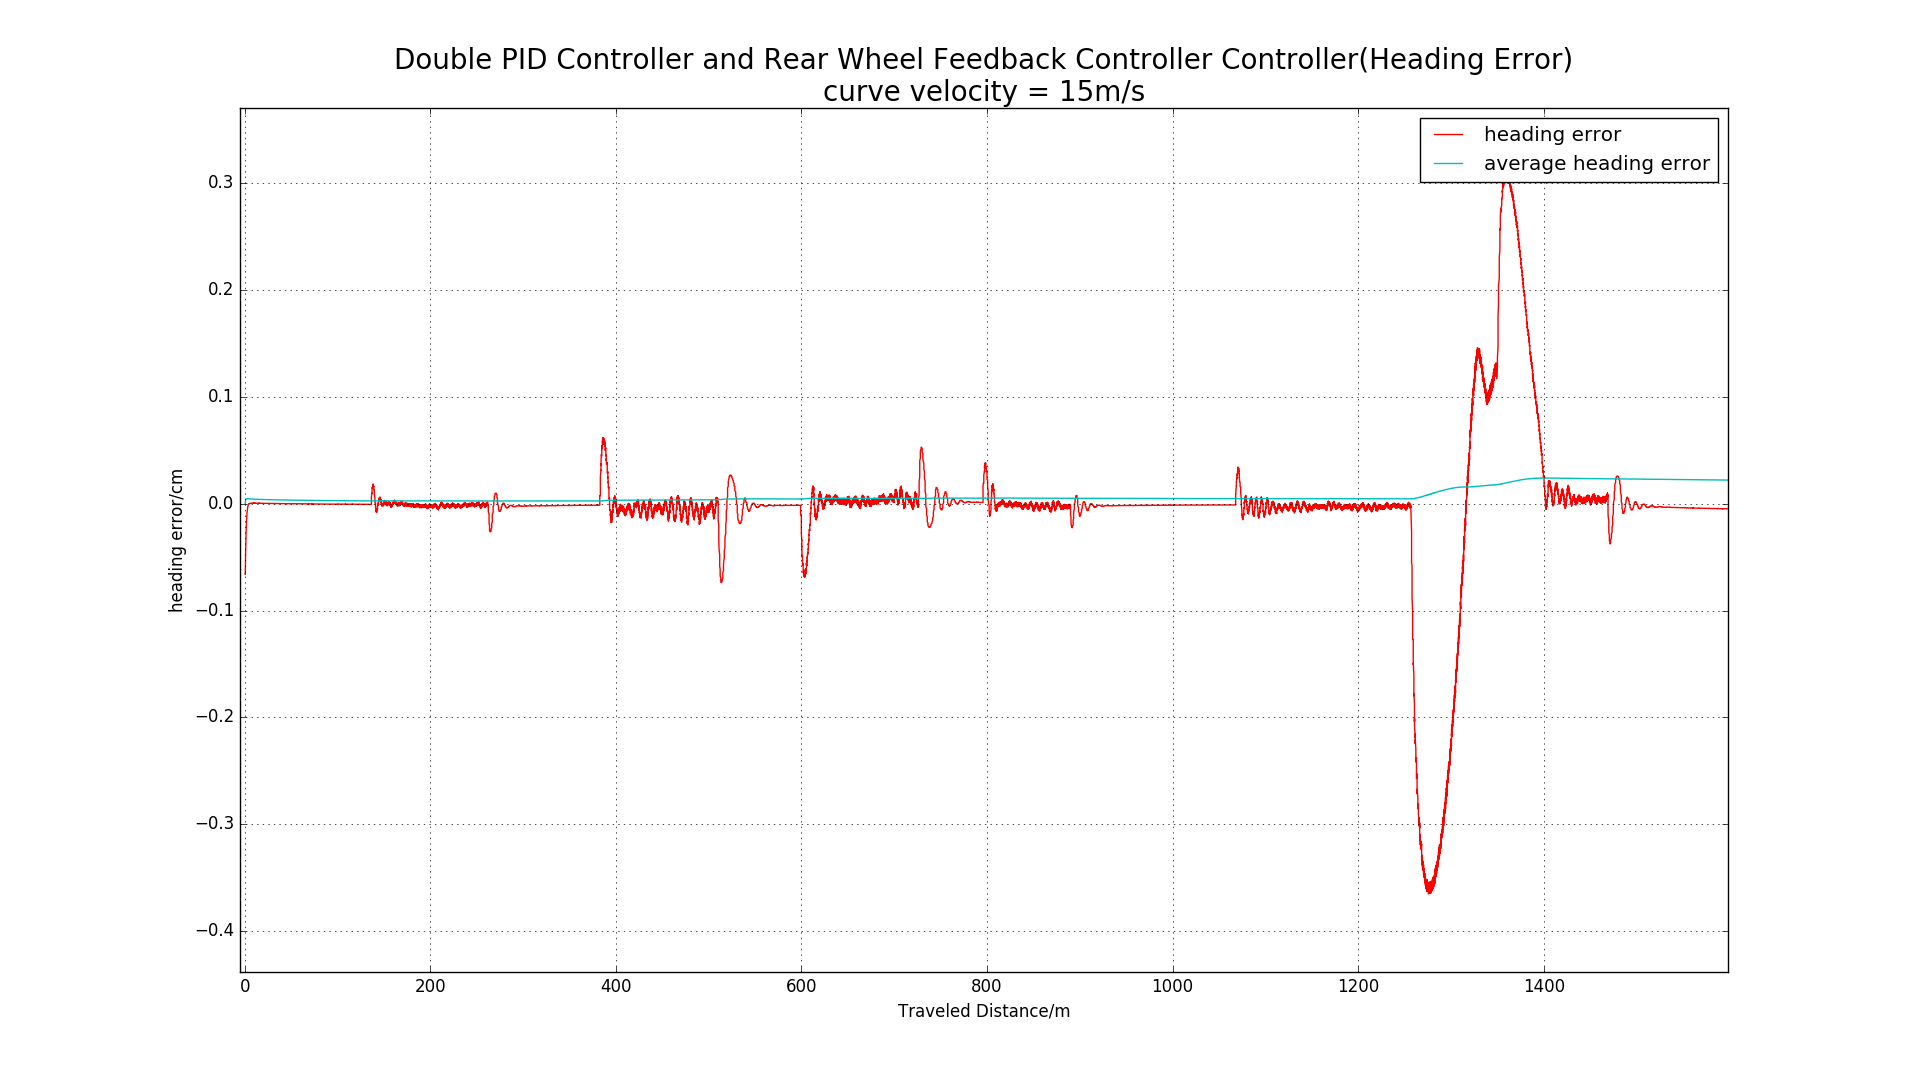 Double PID Controller and Rear Wheel Feedback Controller Controller(Heading Error)
curve velocity = 15m/s
heading error
average heading error
0.3
0.2
0.1
0.0
−0.1
−0.2
−0.3
−0.4
heading error/cm
0 200 400 600 800 1000 1200 1400
Traveled Distance/m